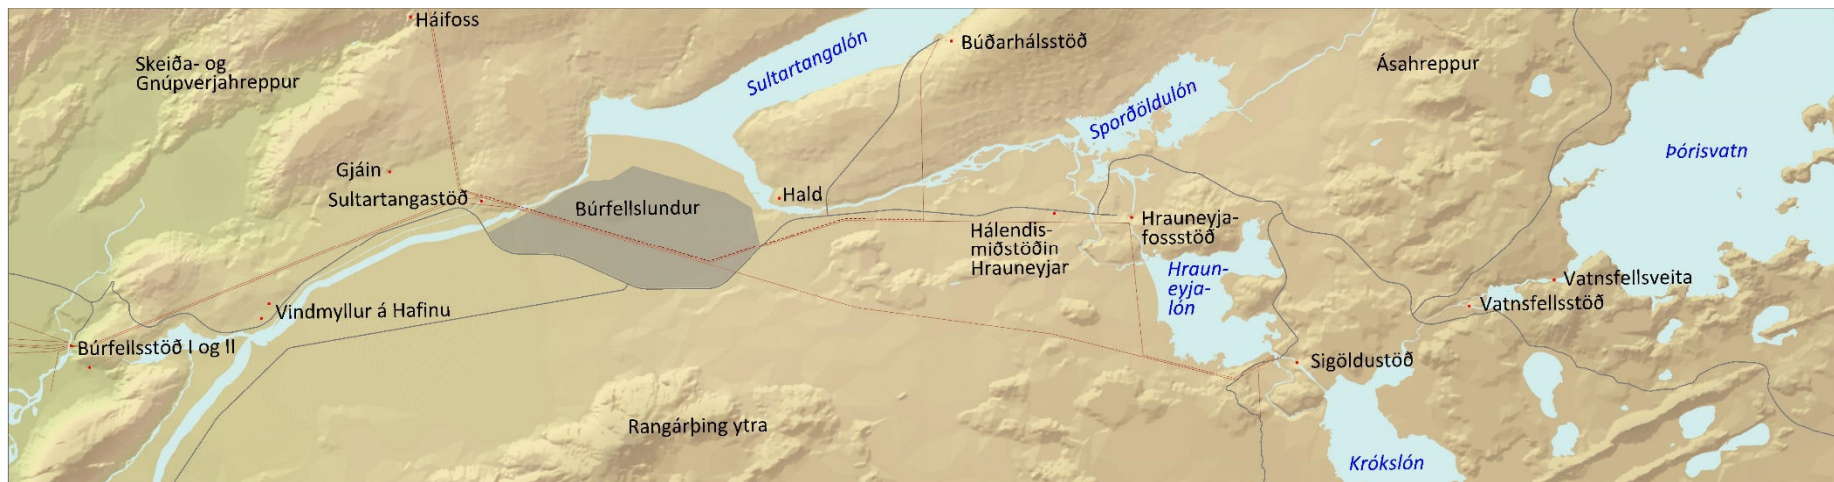 Háifoss
Skeiða- og
Gnúpverjahreppur
Sultartangalón
Búðarhálsstöð
Ásahreppur
Sporðöldulón
Þórisvatn
Gjáin
Sultartangastöð
Búrfellslundur
Hald
Hálendis-
miðstöðin
Hrauneyjar
Hrauneyja-
fossstöð
Hraun-
eyja-
lón
Vatnsfellsveita
Vatnsfellsstöð
Vindmyllur á Hafinu
Búrfellsstöð I og II
Sigöldustöð
Rangárþing ytra
Krókslón